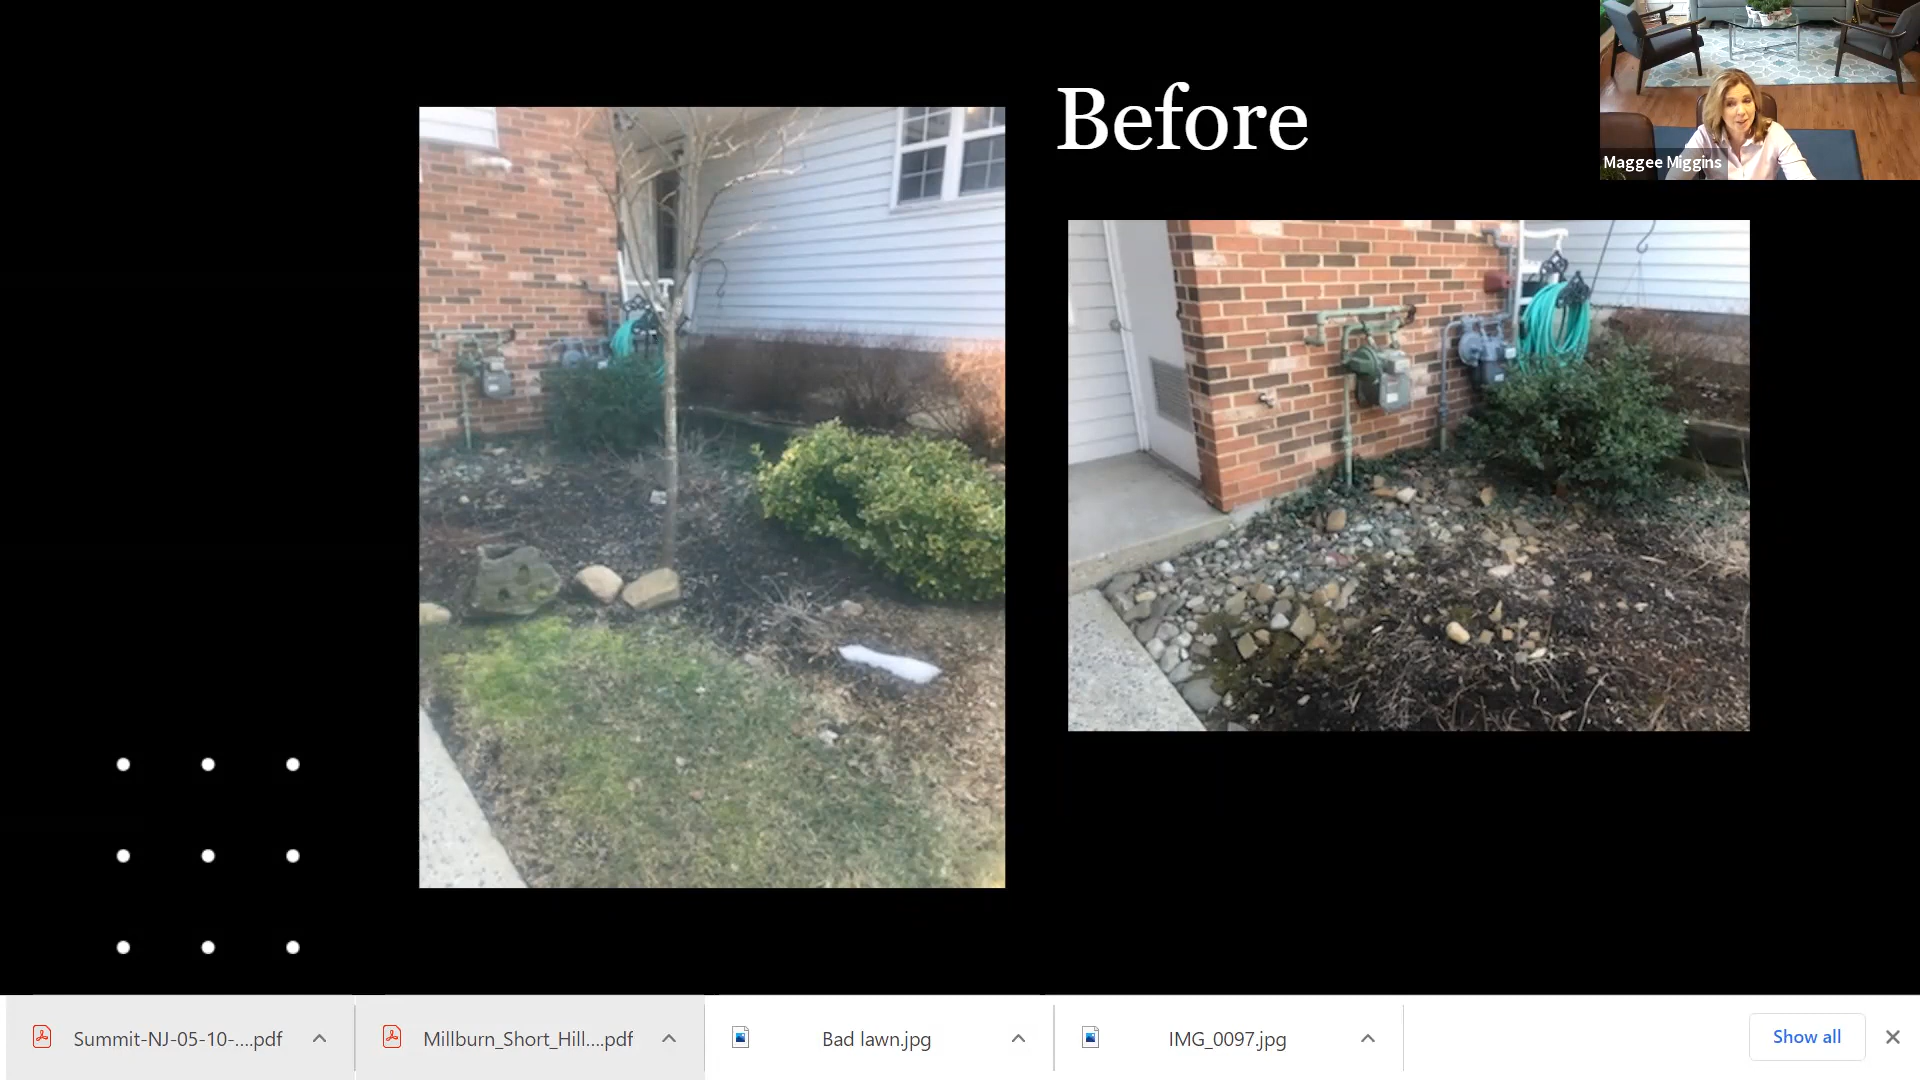 Before
Maggee Miggins
Summit-NJ-05-10-....pdf
Millburn_Short_Hill....pdf
Bad lawn.jpg
IMG_0097.jpg
Show all